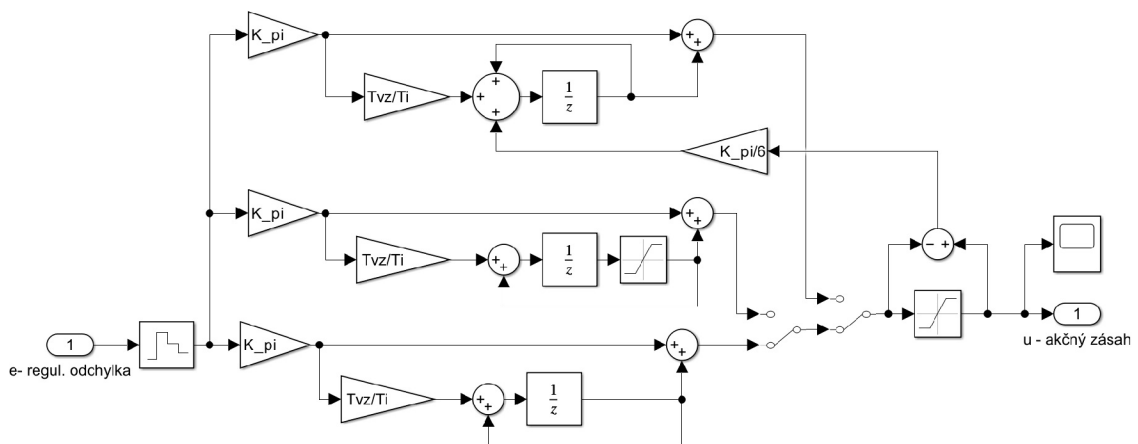 K_pi
+
+
Tvz/Ti
+
+
+
1
z
K_pi/6
K_pi
+
+
Tvz/Ti
+
+
1
z
- +
1
e- regul. odchylka
K_pi
+
+
1
u - akčný zásah
Tvz/Ti
+
+
1
z